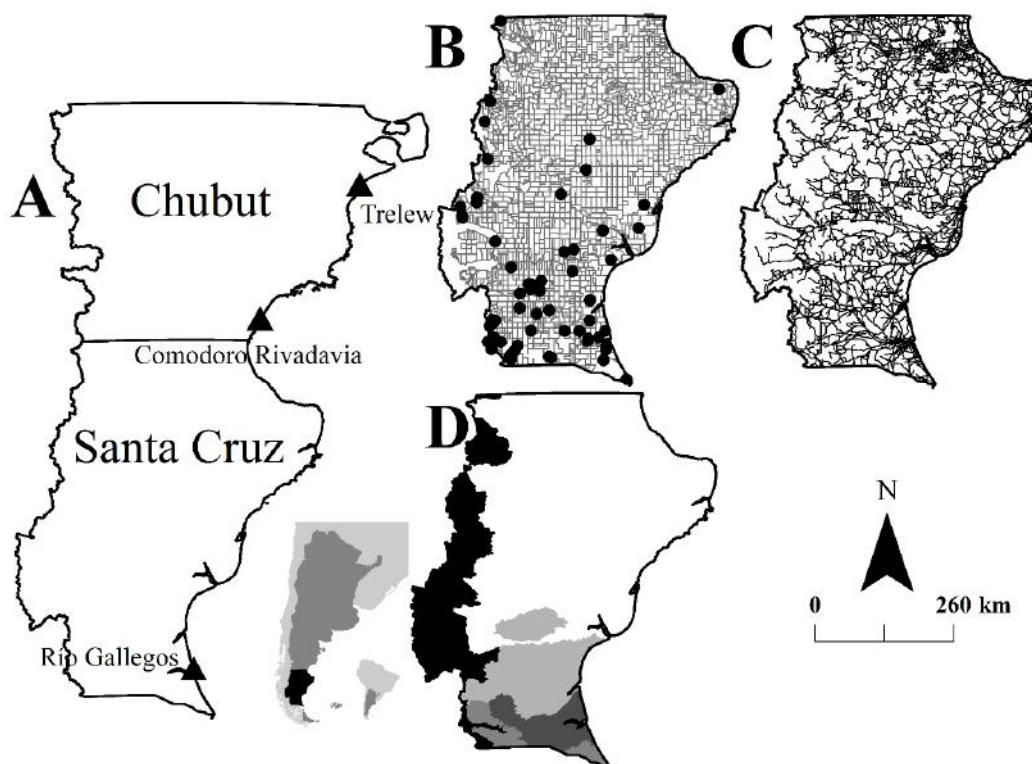 A
Chubut
Trelew
Comodoro Rivadavia
Santa Cruz
Río Gallegos
B
C
D
N
0 260 km